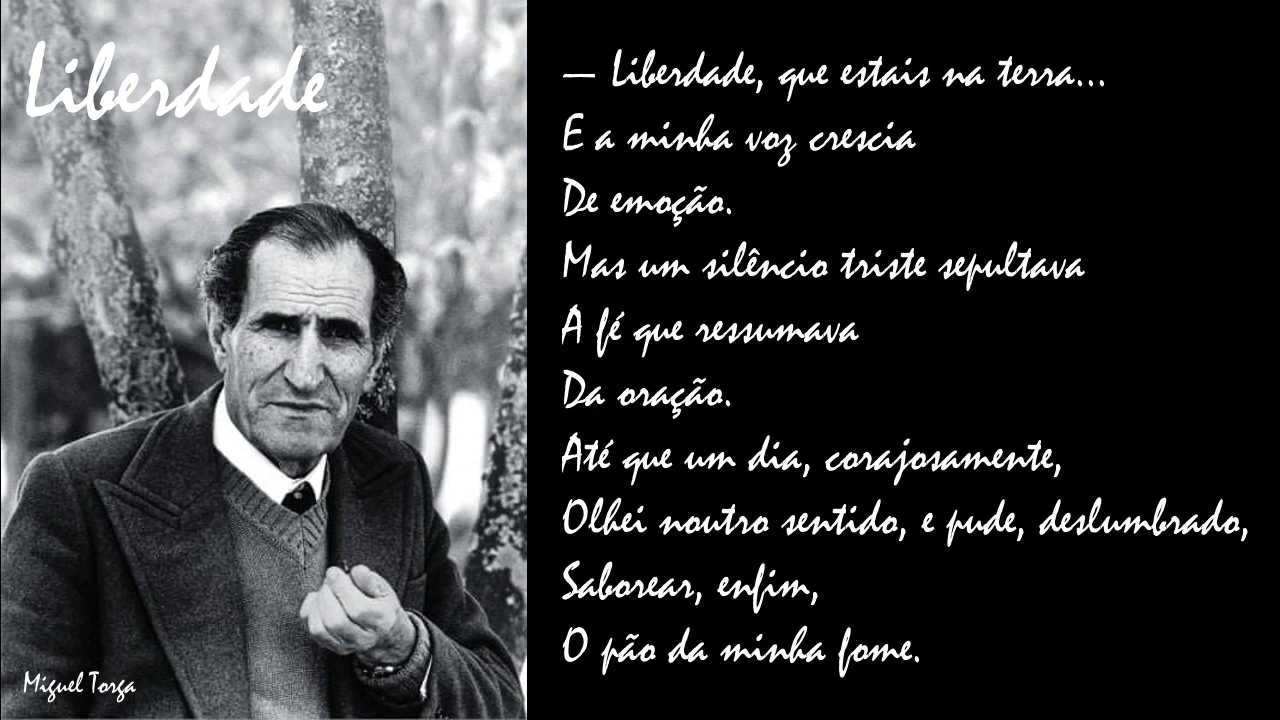 Liberdade
Miguel Torga
— Liberdade, que estais na terra...
E a minha voz crescia
De emoção.
Mas um silêncio triste sepultava
A fé que ressumava
Da oração.
Até que um dia, corajosamente,
Olhei noutro sentido, e pude, deslumbrado,
Saborear, enfim,
O pão da minha fome.